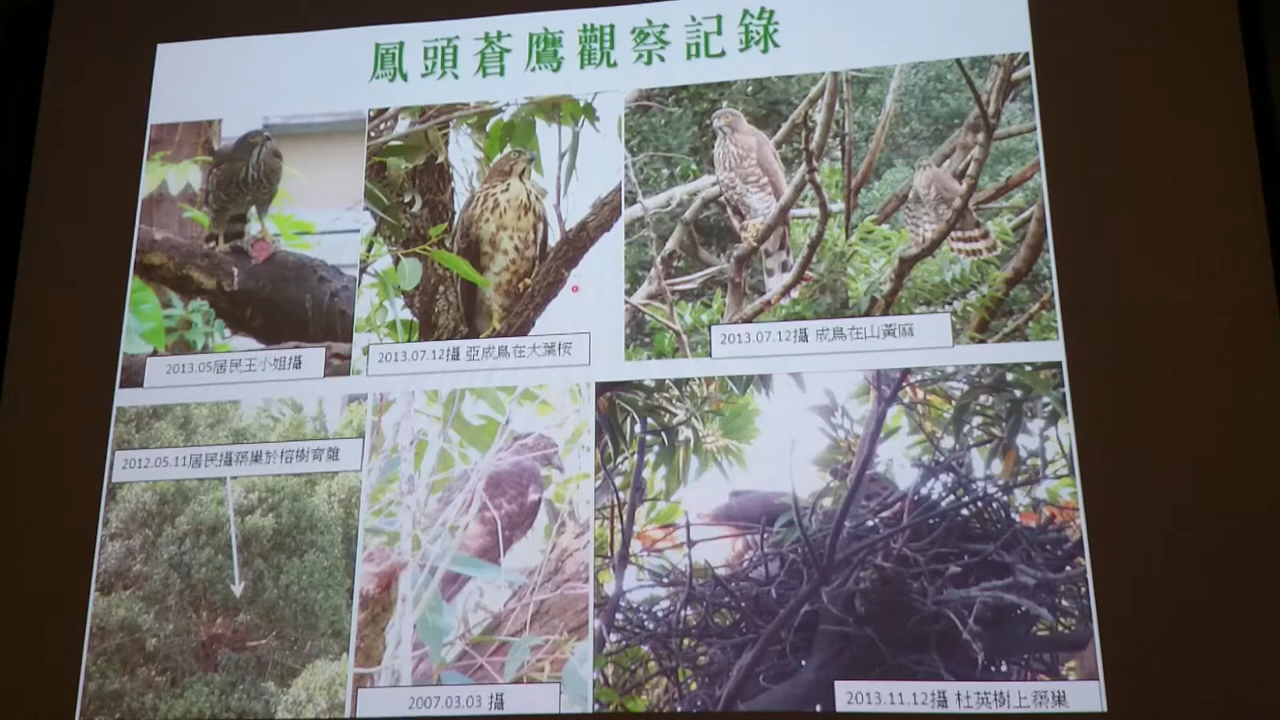 鳳頭蒼鷹觀察記錄
2013.05居民王小姐攝
2013.07.12攝 亞成鳥在大葉桉
2013.07.12攝 成鳥在山黃麻
2012.05.11居民攝築巢於榕樹育雛
2007.03.03 攝
2013.11.12攝 杜英樹上築巢